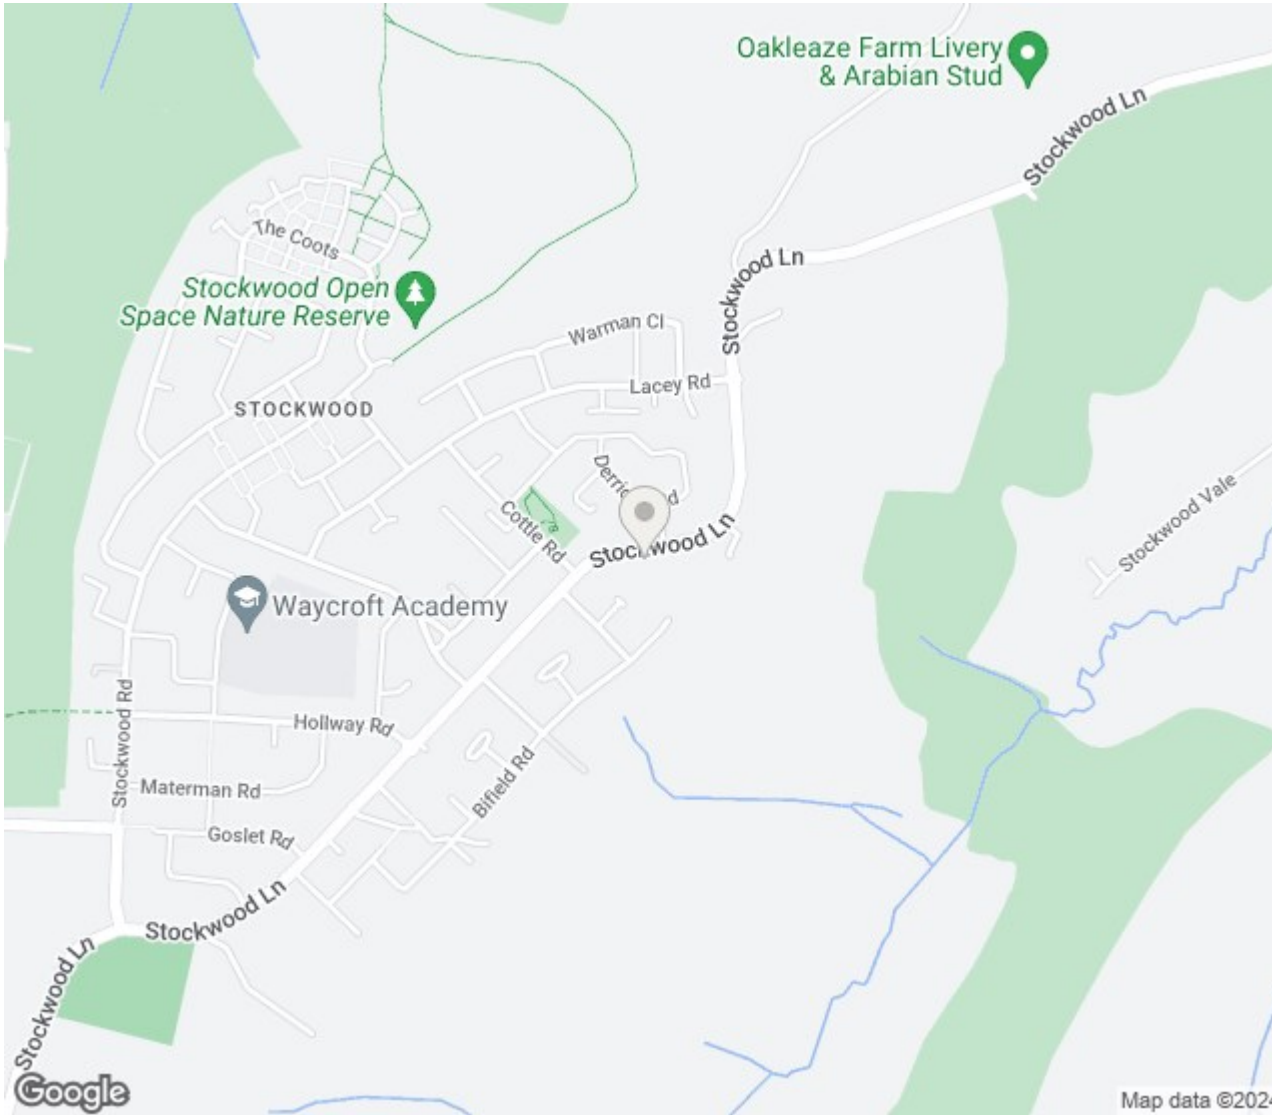 Oakleaze Farm Livery
& Arabian Stud
Stockwood Ln
The Coots
Stockwood Ln
Stockwood Open
Space Nature Reserve
Warman Cl
Stockwood Ln
Lacey Rd
STOCKWOOD
Stockwood Vale
Cottle Rd
Stockwood Ln
Waycroft Academy
Stockwood Rd
Hollway Rd
Materman Rd
Bifield Rd
Goslet Rd
Stockwood Ln
Stockwood Ln
Google
Map data ©2024